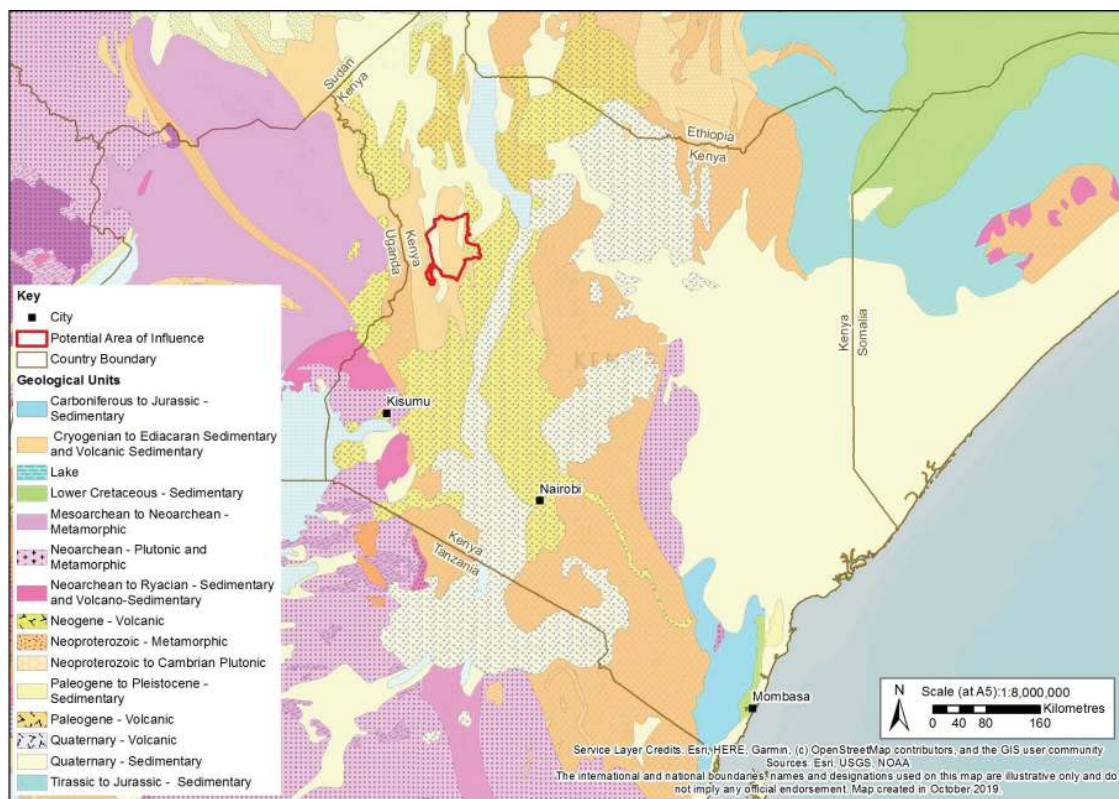 Sudan
Kenya
Ethiopia
Kenya
Kenya
Uganda
Kenya
Somalia
KENYA
Kisumu
Nairobi
Kenya
Tanzania
Mombasa
Key
City
Potential Area of Influence
Country Boundary
Geological Units
Carboniferous to Jurassic -
Sedimentary
Cryogenian to Ediacaran Sedimentary
and Volcanic Sedimentary
Lake
Lower Cretaceous - Sedimentary
Mesoarchean to Neoarchean -
Metamorphic
Neoarchean - Plutonic and
Metamorphic
Neoarchean to Ryacian - Sedimentary
and Volcano-Sedimentary
Neogene - Volcanic
Neoproterozoic - Metamorphic
Neoproterozoic to Cambrian Plutonic
Paleogene to Pleistocene -
Sedimentary
Paleogene - Volcanic
Quaternary - Volcanic
Quaternary - Sedimentary
Tirassic to Jurassic - Sedimentary
N
Scale (at A5):1:8,000,000
Kilometres
0 40 80 160
Service Layer Credits: Esri, HERE, Garmin, (c) OpenStreetMap contributors, and the GIS user community
Sources: Esri, USGS, NOAA
The international and national boundaries, names and designations used on this map are illustrative only and do
not imply any official endorsement. Map created in October 2019.